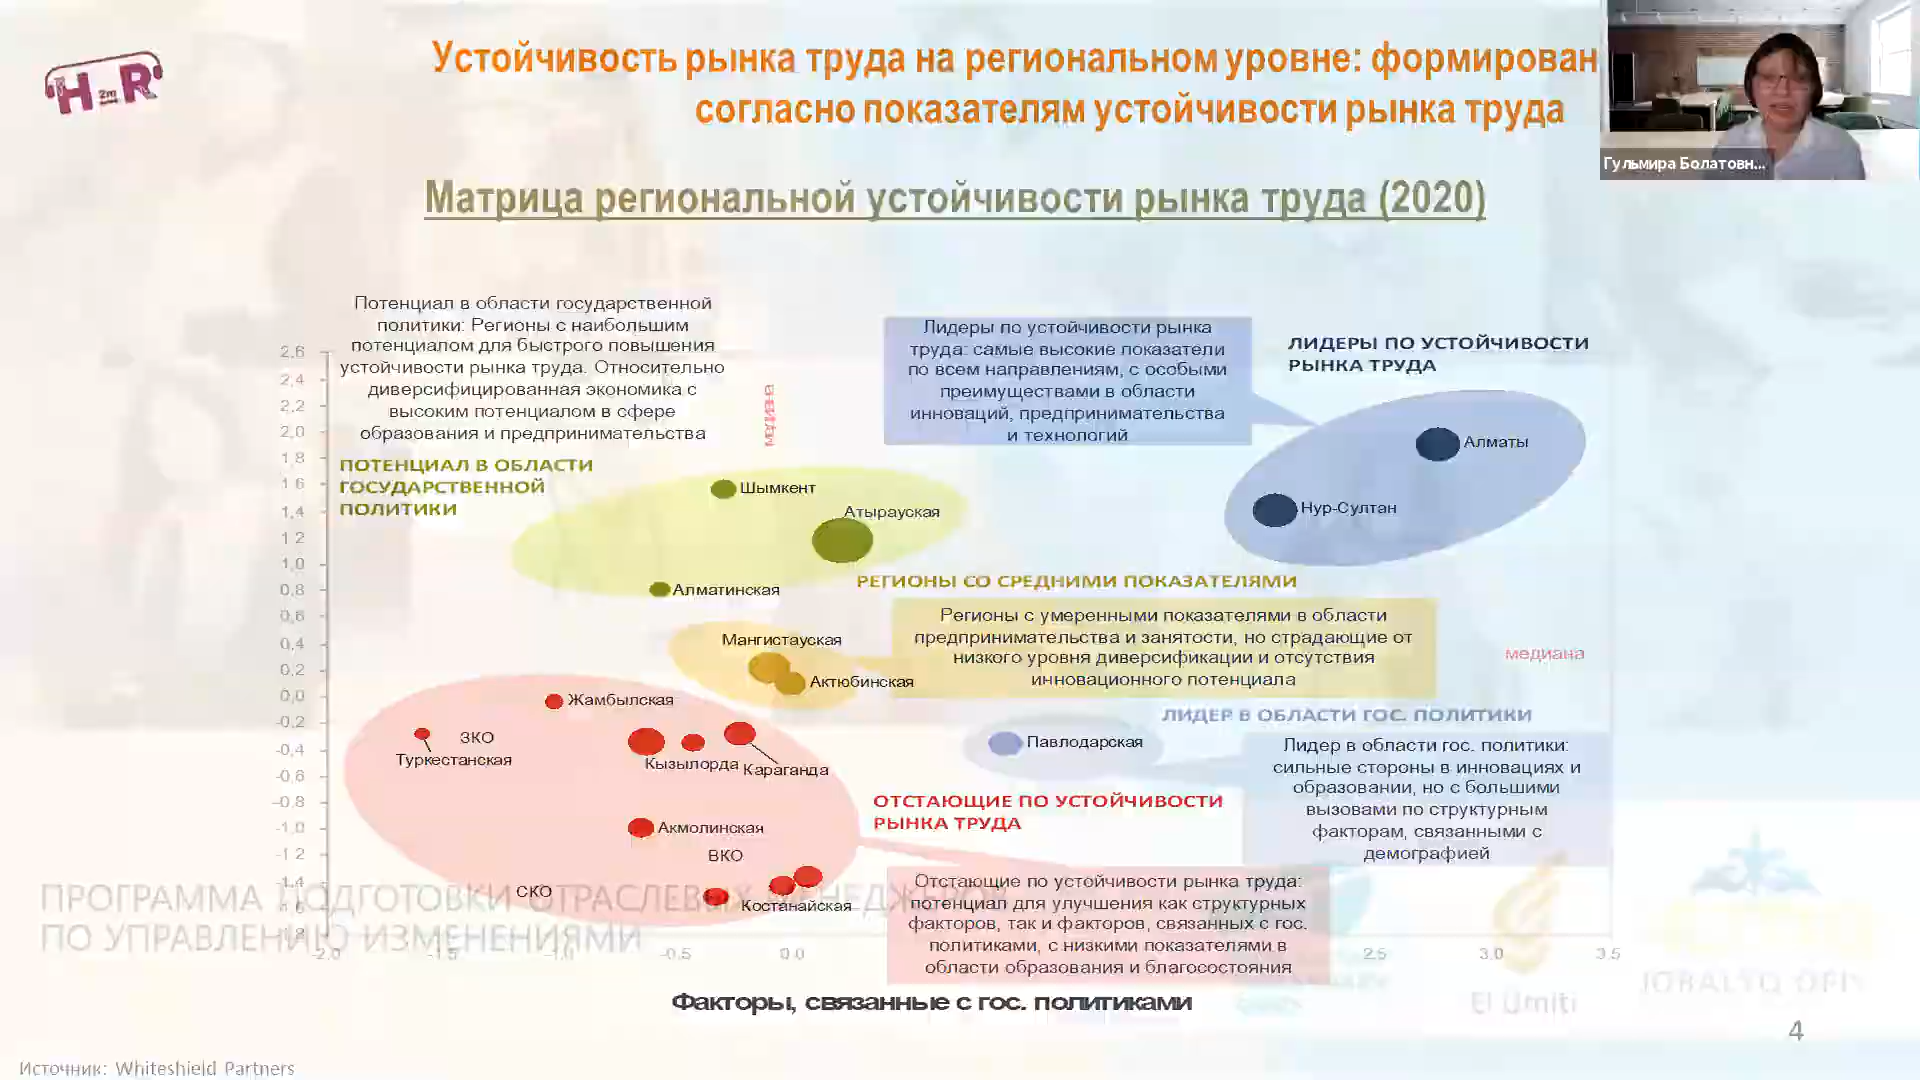 H2mR
Устойчивость рынка труда на региональном уровне: формирован
согласно показателям устойчивости рынка труда
Гульмира Болатовн...
Матрица региональной устойчивости рынка труда (2020)
Потенциал в области государственной
политики: Регионы с наибольшим
потенциалом для быстрого повышения
устойчивости рынка труда. Относительно
диверсифицированная экономика с
высоким потенциалом в сфере
образования и предпринимательства
ПОТЕНЦИАЛ В ОБЛАСТИ
ГОСУДАРСТВЕННОЙ
ПОЛИТИКИ
медиана
Лидеры по устойчивости рынка
труда: самые высокие показатели
по всем направлениям, с особыми
преимуществами в области
инноваций, предпринимательства
и технологий
ЛИДЕРЫ ПО УСТОЙЧИВОСТИ
РЫНКА ТРУДА
Алматы
Нур-Султан
Шымкент
Атырауская
Алматинская
РЕГИОНЫ СО СРЕДНИМИ ПОКАЗАТЕЛЯМИ
Регионы с умеренными показателями в области
предпринимательства и занятости, но страдающие от
низкого уровня диверсификации и отсутствия
инновационного потенциала
Мангистауская
Актюбинская
медиана
ЛИДЕР В ОБЛАСТИ ГОС. ПОЛИТИКИ
Павлодарская
Лидер в области гос. политики:
сильные стороны в инновациях и
образовании, но с большими
вызовами по структурным
факторам, связанными с
демографией
Жамбылская
ЗКО
Туркестанская
Кызылорда
Караганда
Акмолинская
ВКО
СКО
Костанайская
ОТСТАЮЩИЕ ПО УСТОЙЧИВОСТИ
РЫНКА ТРУДА
Отстающие по устойчивости рынка труда:
потенциал для улучшения как структурных
факторов, так и факторов, связанных с гос.
политиками, с низкими показателями в
области образования и благосостояния
2,6
2,4
2,2
2,0
1,8
1,6
1,4
1,2
1,0
0,8
0,6
0,4
0,2
0,0
-0,2
-0,4
-0,6
-0,8
-1,0
-1,2
-1,4
-2.0
-1.5
-1.0
-0.5
0.0
2.5
3.0
3.5
Факторы, связанные с гос. политиками
ПРОГРАММА ПОДГОТОВКИ ОТРАСЛЕВЫХ МЕНЕДЖЕРОВ
ПО УПРАВЛЕНИЮ ИЗМЕНЕНИЯМИ
El Umiti
4
Источник: Whiteshield Partners